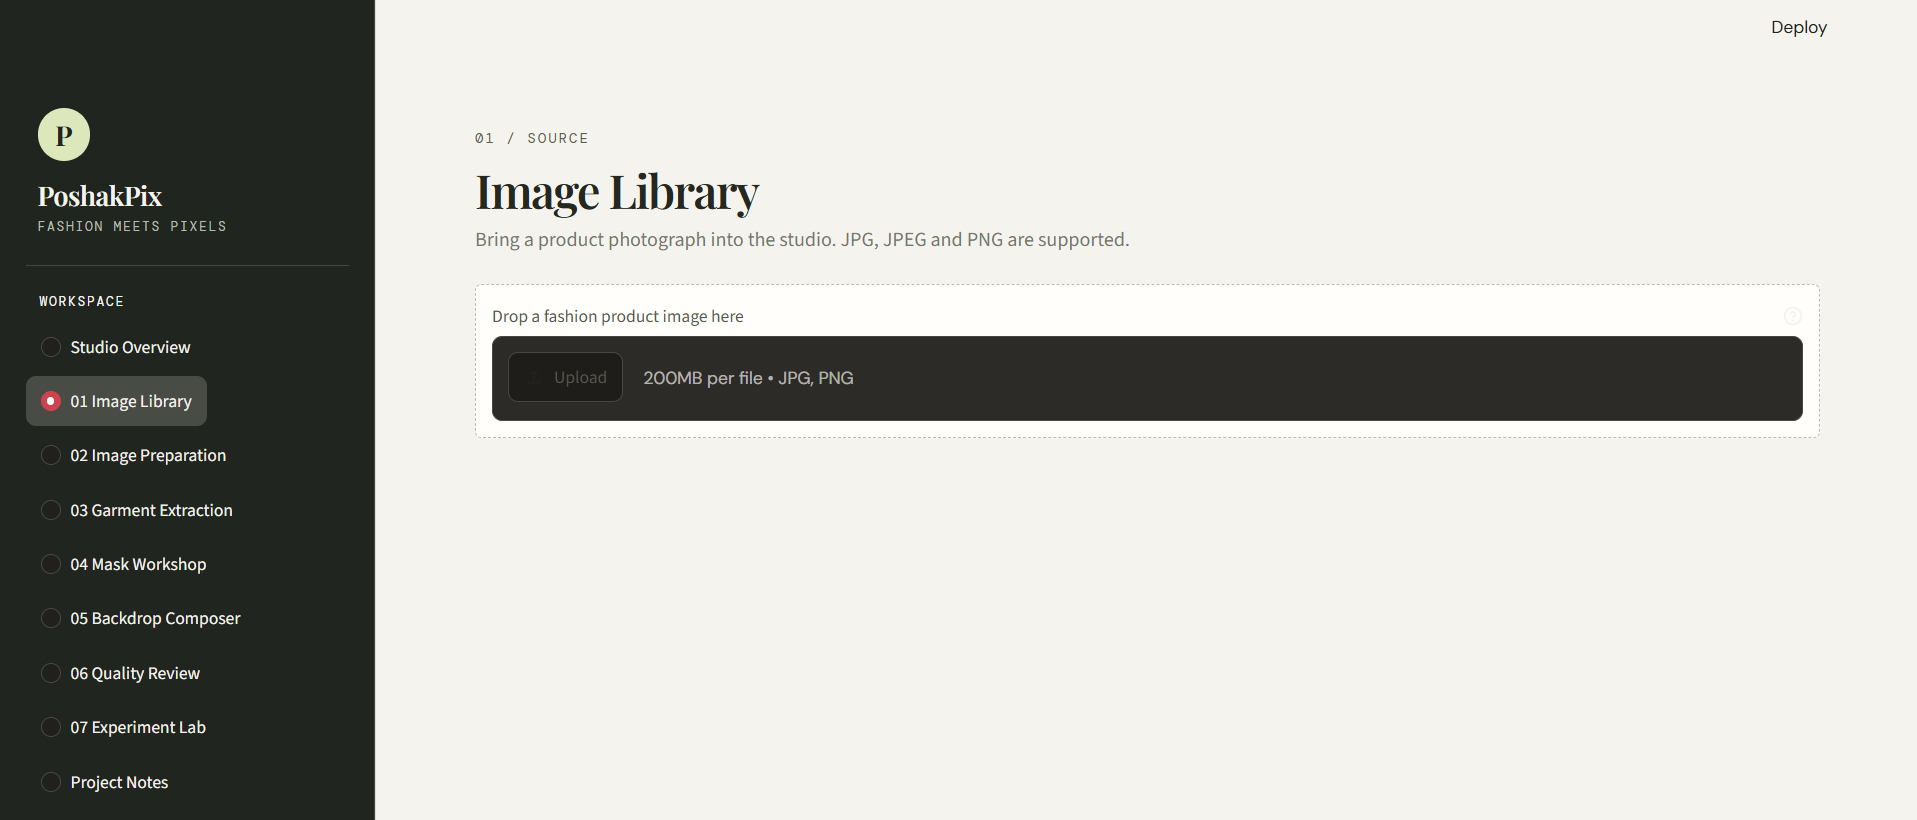 Deploy
P
PoshakPix
FASHION MEETS PIXELS
WORKSPACE
Studio Overview
01 Image Library
02 Image Preparation
03 Garment Extraction
04 Mask Workshop
05 Backdrop Composer
06 Quality Review
07 Experiment Lab
Project Notes
01 / SOURCE
Image Library
Bring a product photograph into the studio. JPG, JPEG and PNG are supported.
Drop a fashion product image here
?
Upload
200MB per file • JPG, PNG